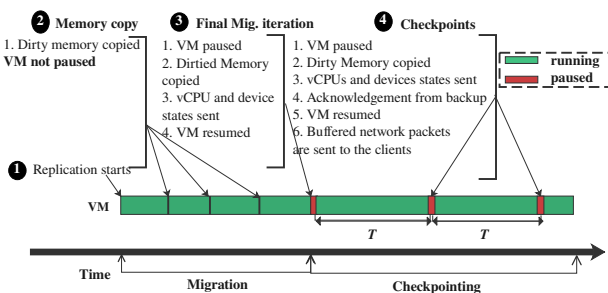 2 Memory copy
1. Dirty memory copied
VM not paused
3 Final Mig. iteration
1. VM paused
2. Dirtied Memory
copied
3. vCPU and device
states sent
4. VM resumed
4 Checkpoints
1. VM paused
2. Dirty Memory copied
3. vCPUs and devices states sent
4. Acknowledgement from backup
5. VM resumed
6. Buffered network packets
are sent to the clients
running
paused
1 Replication starts
VM
T
T
Time
Migration
Checkpointing